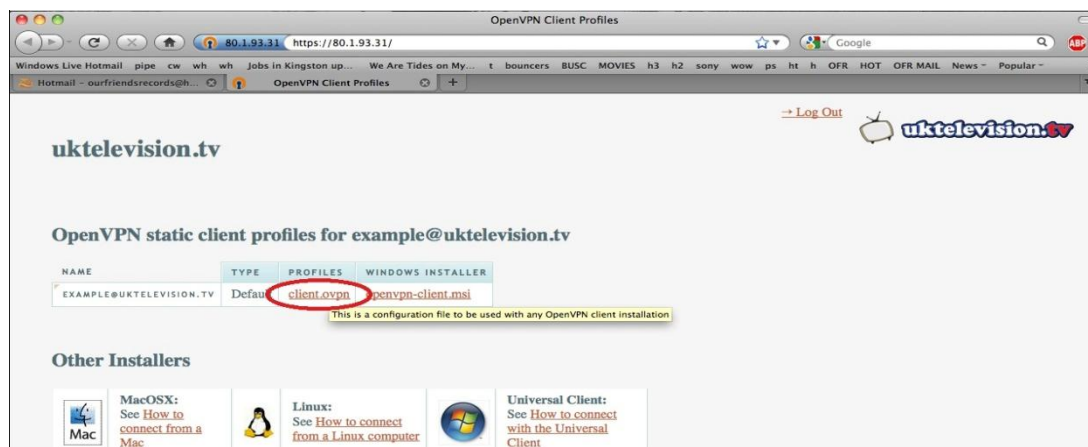 OpenVPN Client Profiles
80.1.93.31 https://80.1.93.31/
Google
ABP
Windows Live Hotmail pipe cw wh wh Jobs in Kingston up... We Are Tides on My... t bouncers BUSC MOVIES h3 h2 sony wow ps ht h OFR HOT OFR MAIL News Popular
Hotmail - ourfriendsrecords@h... OpenVPN Client Profiles +
→ Log Out
uktelevision.tv
uktelevision.tv
OpenVPN static client profiles for example@uktelevision.tv
NAME TYPE PROFILES WINDOWS INSTALLER
EXAMPLE@UKTELEVISION.TV Defau client.ovpn openvpn-client.msi
This is a configuration file to be used with any OpenVPN client installation
Other Installers
Mac
MacOSX:
See How to
connect from a
Mac
Linux:
See How to connect
from a Linux computer
Universal Client:
See How to connect
with the Universal
Client